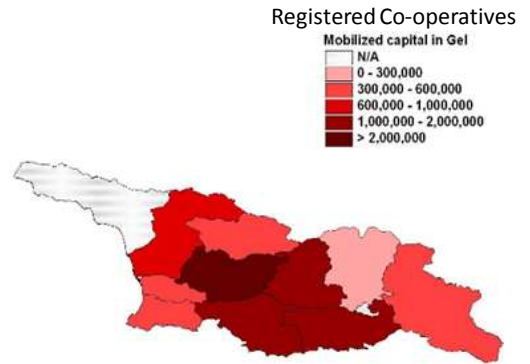 Registered Co-operatives
Mobilized capital in Gel
N/A
0 - 300,000
300,000 - 600,000
600,000 - 1,000,000
1,000,000 - 2,000,000
> 2,000,000